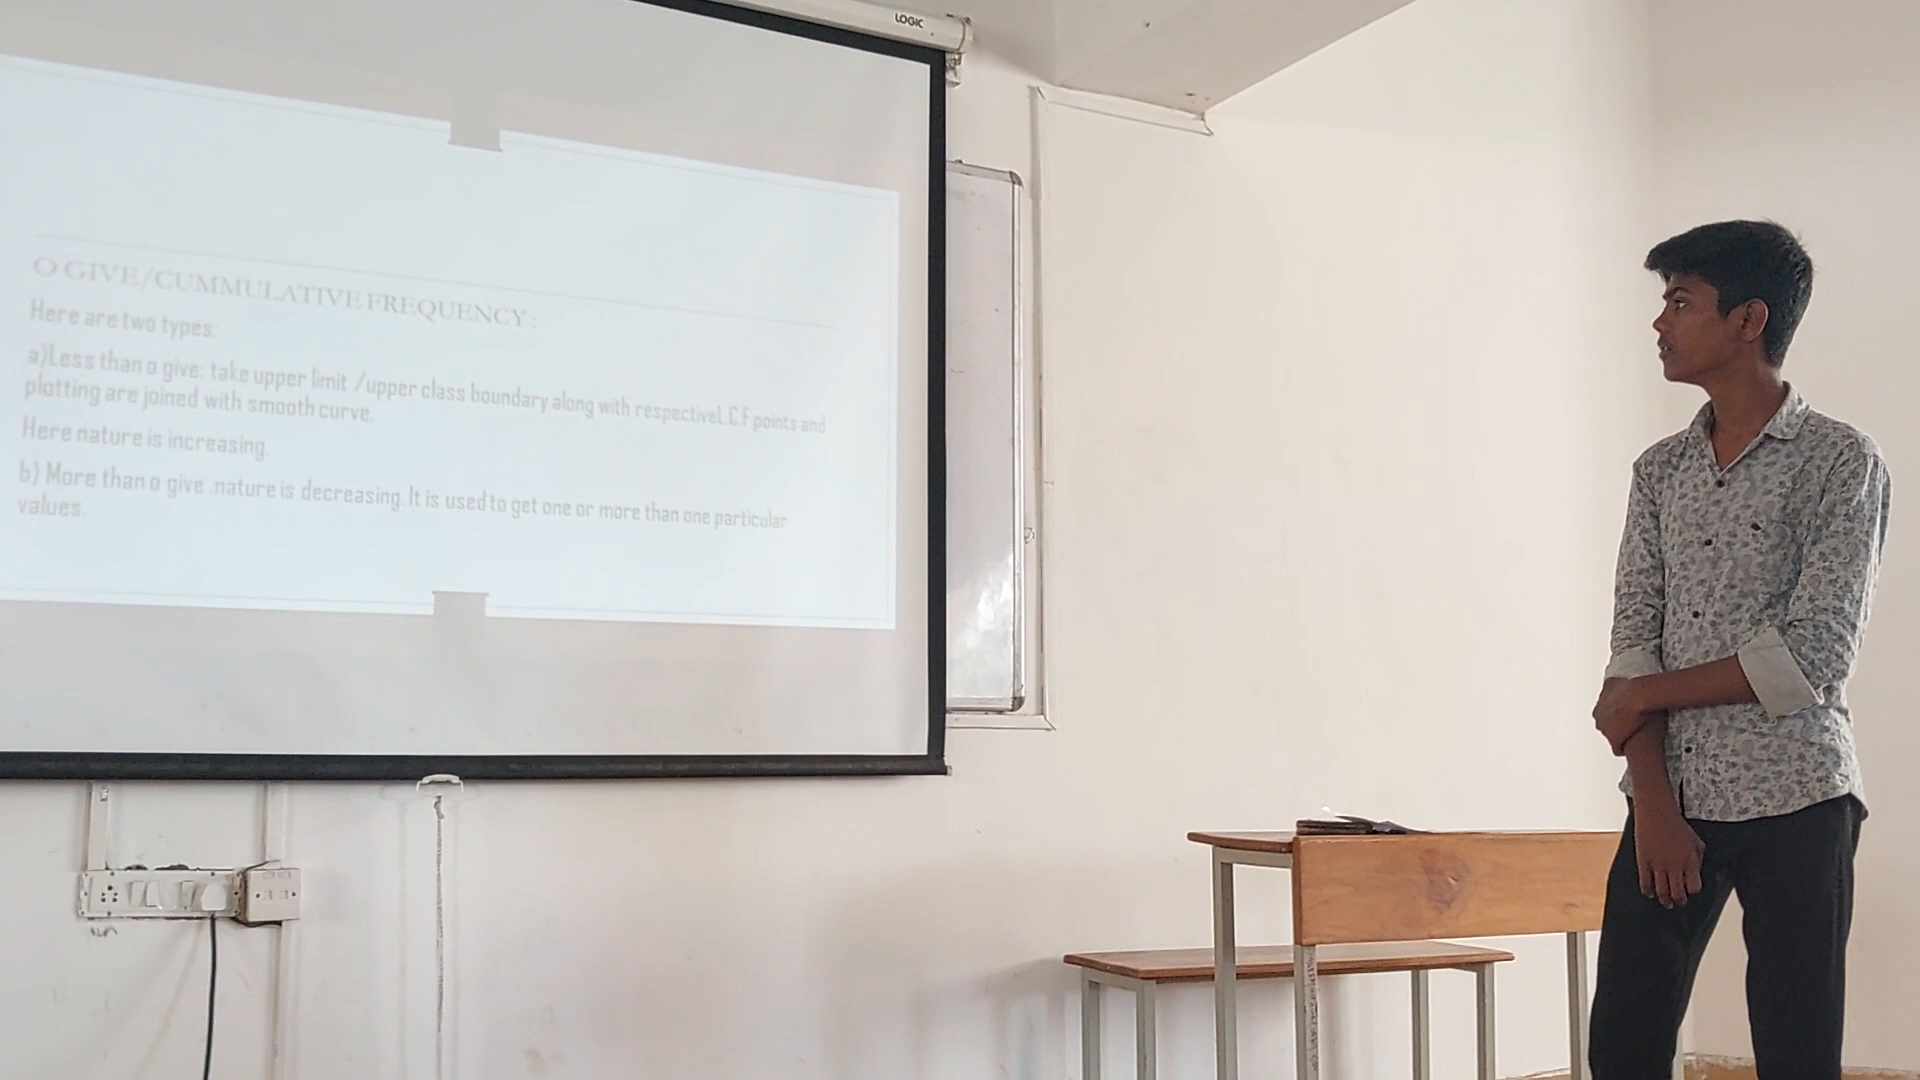 LOGIC
O GIVE/CUMMULATIVE FREQUENCY :
Here are two types:
a)Less than o give: take upper limit /upper class boundary along with respectiveL.C.F points and
plotting are joined with smooth curve.
Here nature is increasing.
b) More than o give :nature is decreasing. It is used to get one or more than one particular
values.